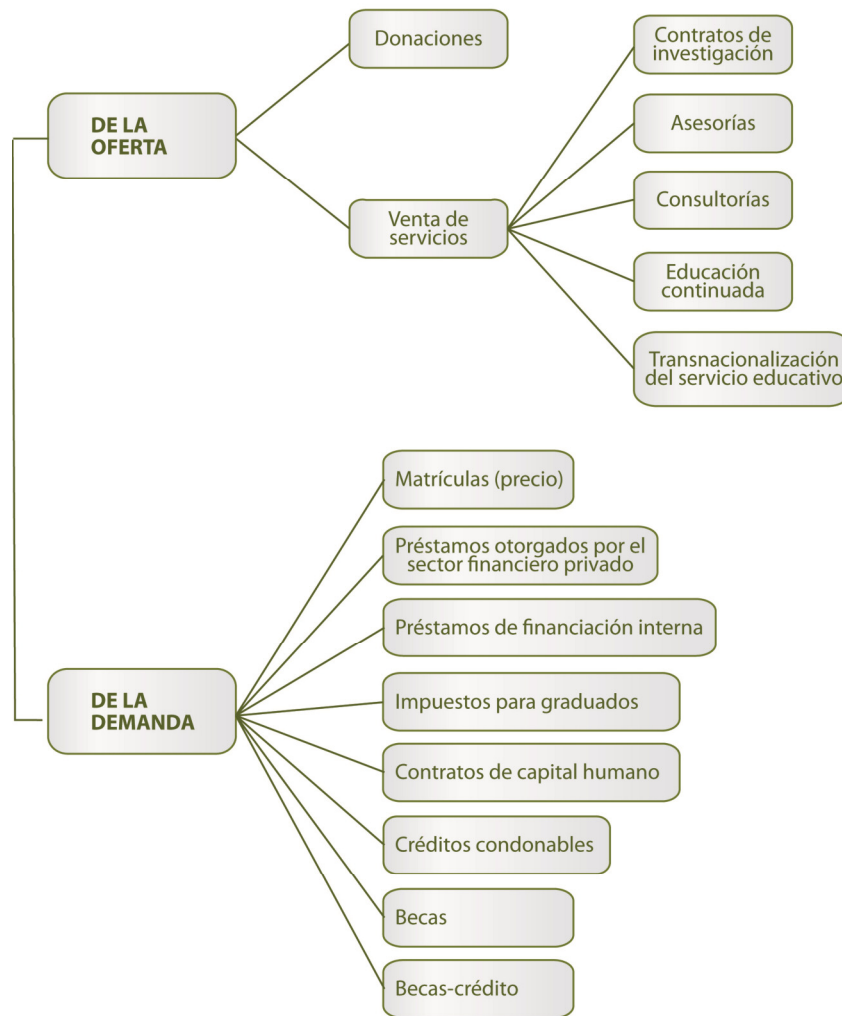 Donaciones
Contratos de
investigación
DE LA
OFERTA
Asesorías
Consultorías
Venta de
servicios
Educación
continuada
Transnacionalización
del servicio educativo
Matrículas (precio)
Préstamos otorgados por el
sector financiero privado
Préstamos de financiación interna
DE LA
DEMANDA
Impuestos para graduados
Contratos de capital humano
Créditos condonables
Becas
Becas-crédito